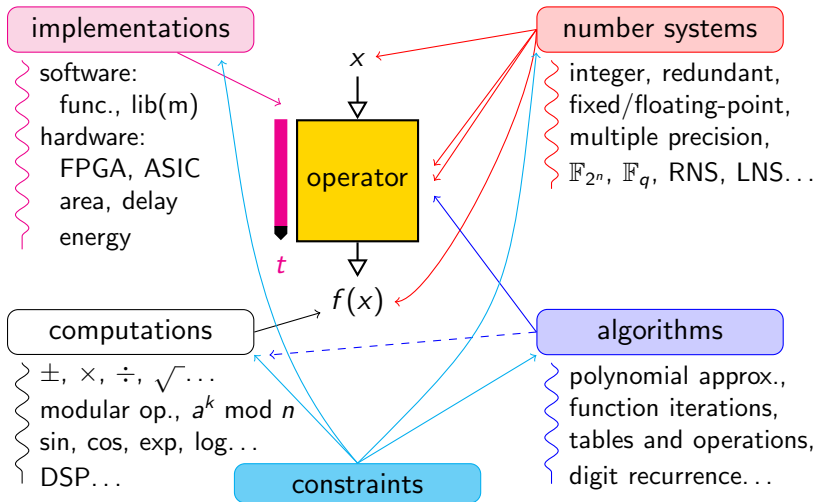 implementations
software:
func., lib(m)
hardware:
FPGA, ASIC
area, delay
energy
x
operator
t
f(x)
number systems
integer, redundant,
fixed/floating-point,
multiple precision,
𝔽₂ⁿ, 𝔽_q, RNS, LNS...
computations
±, ×, ÷, √...
modular op., aᵏ mod n
sin, cos, exp, log...
DSP...
algorithms
polynomial approx.,
function iterations,
tables and operations,
digit recurrence...
constraints